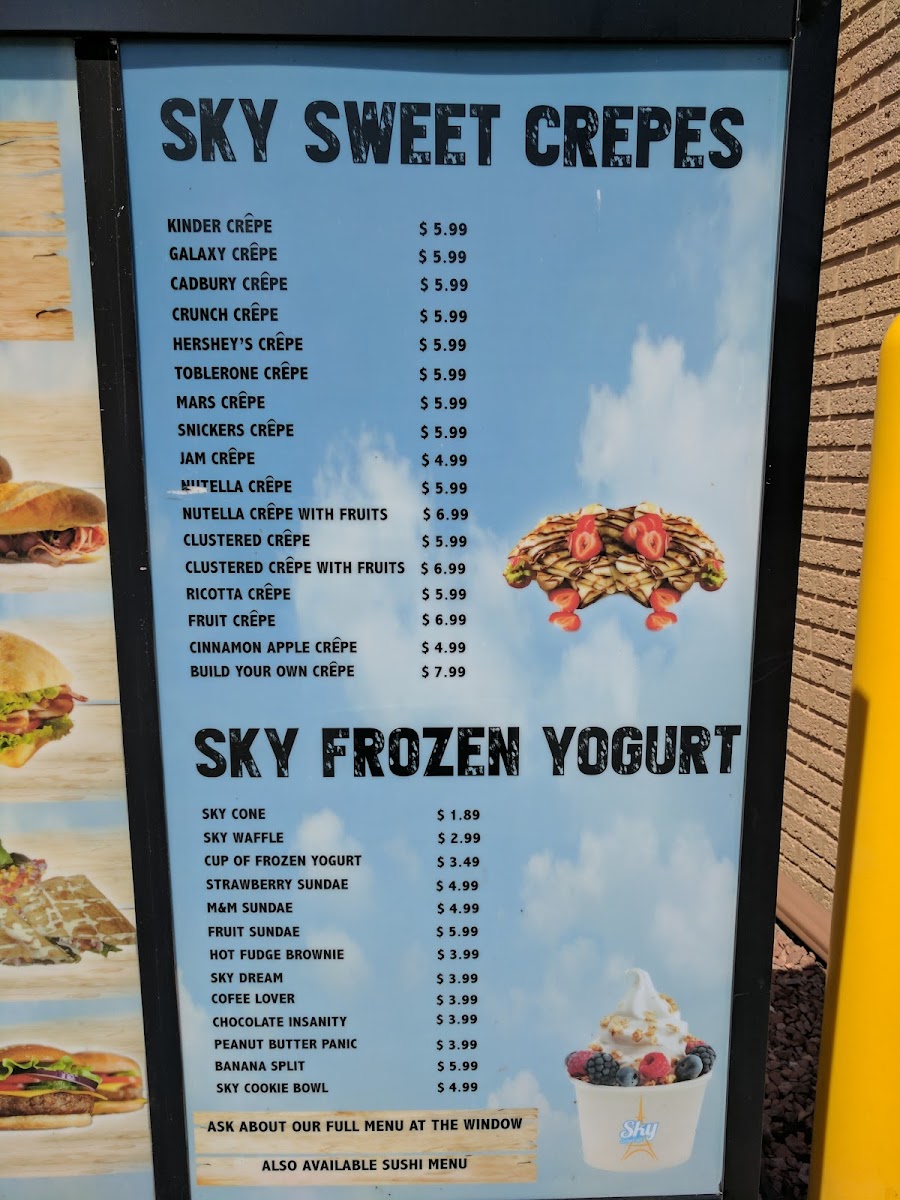 SKY SWEET CREPES
KINDER CRÊPE $ 5.99
GALAXY CRÊPE $ 5.99
CADBURY CRÊPE $ 5.99
CRUNCH CRÊPE $ 5.99
HERSHEY'S CRÊPE $ 5.99
TOBLERONE CRÊPE $ 5.99
MARS CRÊPE $ 5.99
SNICKERS CRÊPE $ 5.99
JAM CRÊPE $ 4.99
NUTELLA CRÊPE $ 5.99
NUTELLA CRÊPE WITH FRUITS $ 6.99
CLUSTERED CRÊPE $ 5.99
CLUSTERED CRÊPE WITH FRUITS $ 6.99
RICOTTA CRÊPE $ 5.99
FRUIT CRÊPE $ 6.99
CINNAMON APPLE CRÊPE $ 4.99
BUILD YOUR OWN CRÊPE $ 7.99
SKY FROZEN YOGURT
SKY CONE $ 1.89
SKY WAFFLE $ 2.99
CUP OF FROZEN YOGURT $ 3.49
STRAWBERRY SUNDAE $ 4.99
M&M SUNDAE $ 4.99
FRUIT SUNDAE $ 5.99
HOT FUDGE BROWNIE $ 3.99
SKY DREAM $ 3.99
COFEE LOVER $ 3.99
CHOCOLATE INSANITY $ 3.99
PEANUT BUTTER PANIC $ 3.99
BANANA SPLIT $ 5.99
SKY COOKIE BOWL $ 4.99
Sky
ASK ABOUT OUR FULL MENU AT THE WINDOW
ALSO AVAILABLE SUSHI MENU